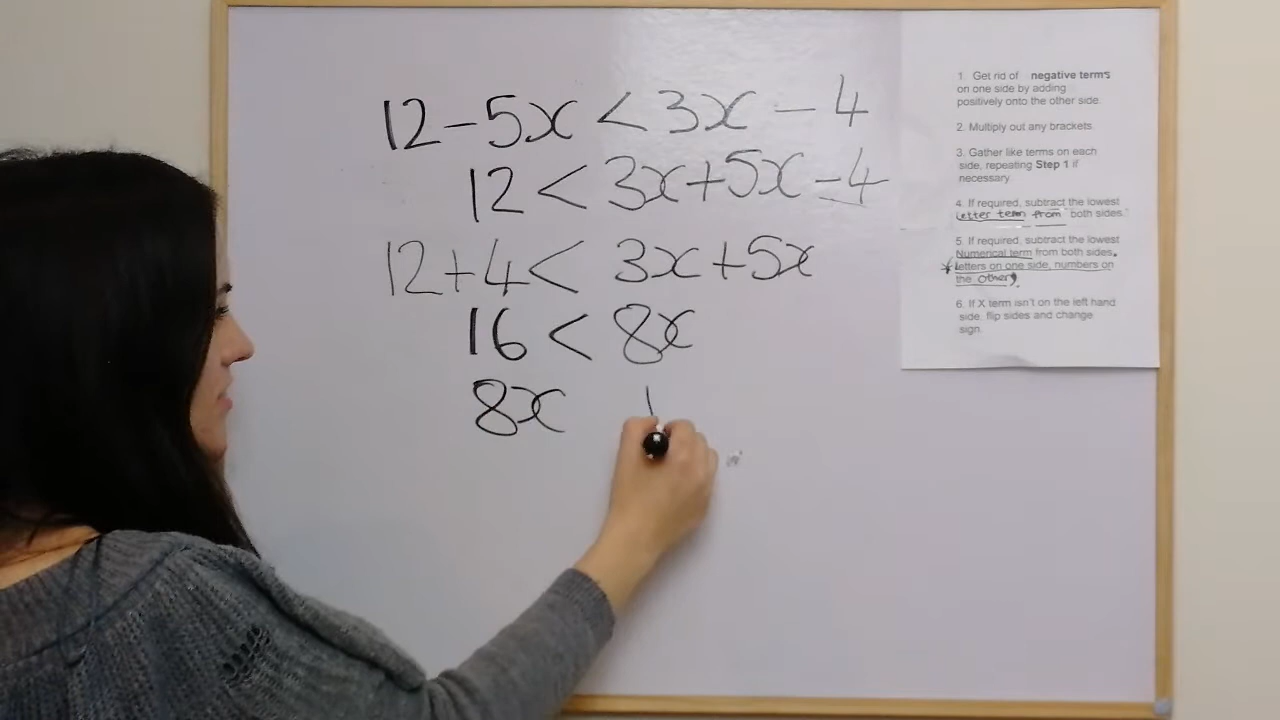 12 - 5x < 3x - 4
12 < 3x + 5x - 4
12 + 4 < 3x + 5x
16 < 8x
8x 1
1. Get rid of negative terms
on one side by adding
positively onto the other side.
2. Multiply out any brackets.
3. Gather like terms on each
side, repeating Step 1 if
necessary
4. If required, subtract the lowest
letter term from both sides.
5. If required, subtract the lowest
Numerical term from both sides.
* letters on one side, numbers on
the other,
6. If X term isn't on the left hand
side, flip sides and change
sign.